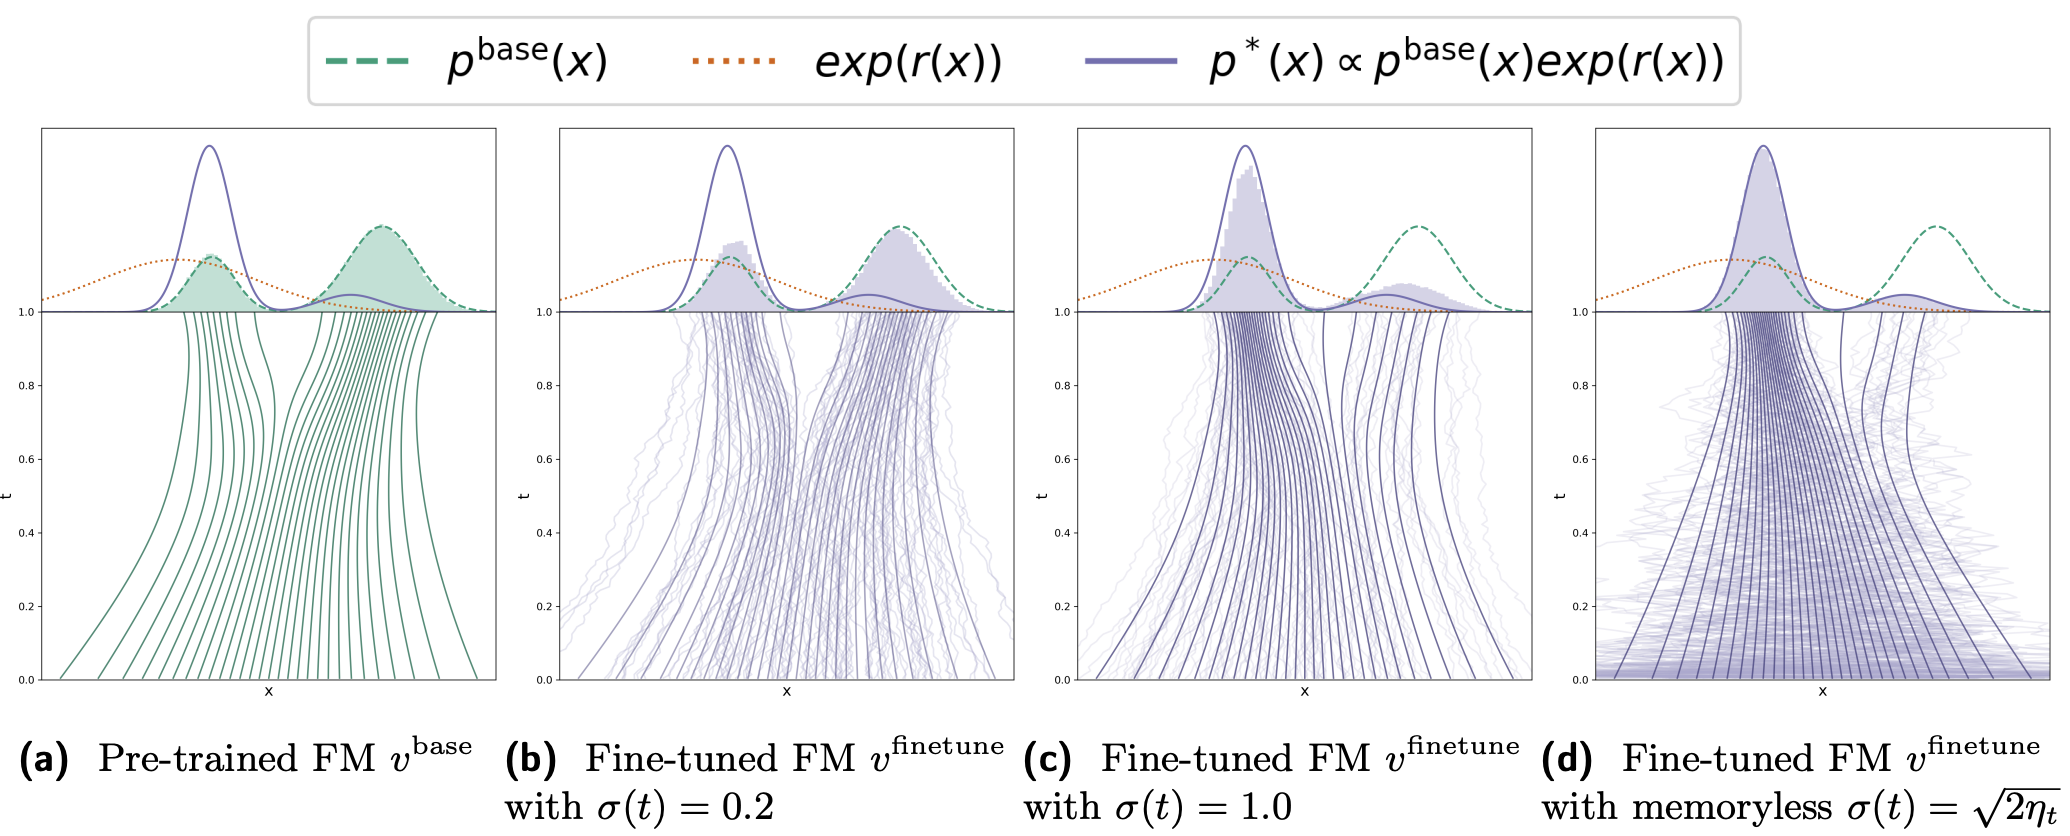 p^base(x) exp(r(x)) p*(x) ∝ p^base(x)exp(r(x))
1.0 0.8 0.6 0.4 0.2 0.0 t x
1.0 0.8 0.6 0.4 0.2 0.0 t x
1.0 0.8 0.6 0.4 0.2 0.0 t x
1.0 0.8 0.6 0.4 0.2 0.0 t x
(a) Pre-trained FM v^base
(b) Fine-tuned FM v^finetune
with σ(t) = 0.2
(c) Fine-tuned FM v^finetune
with σ(t) = 1.0
(d) Fine-tuned FM v^finetune
with memoryless σ(t) = √2η_t